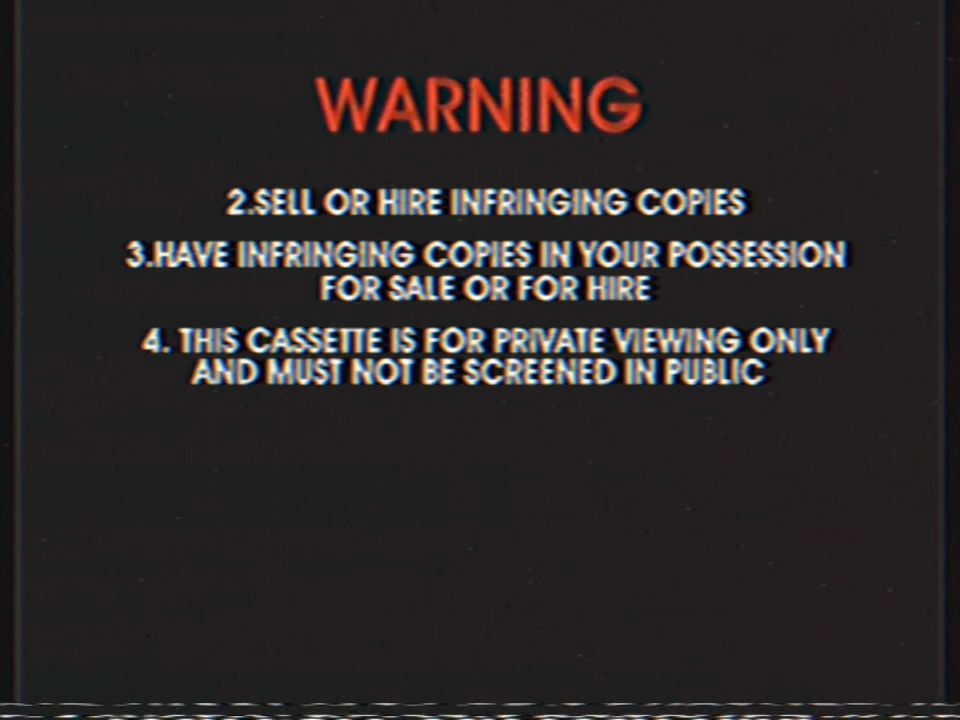 WARNING
2.SELL OR HIRE INFRINGING COPIES
3.HAVE INFRINGING COPIES IN YOUR POSSESSION
FOR SALE OR FOR HIRE
4. THIS CASSETTE IS FOR PRIVATE VIEWING ONLY
AND MUST NOT BE SCREENED IN PUBLIC